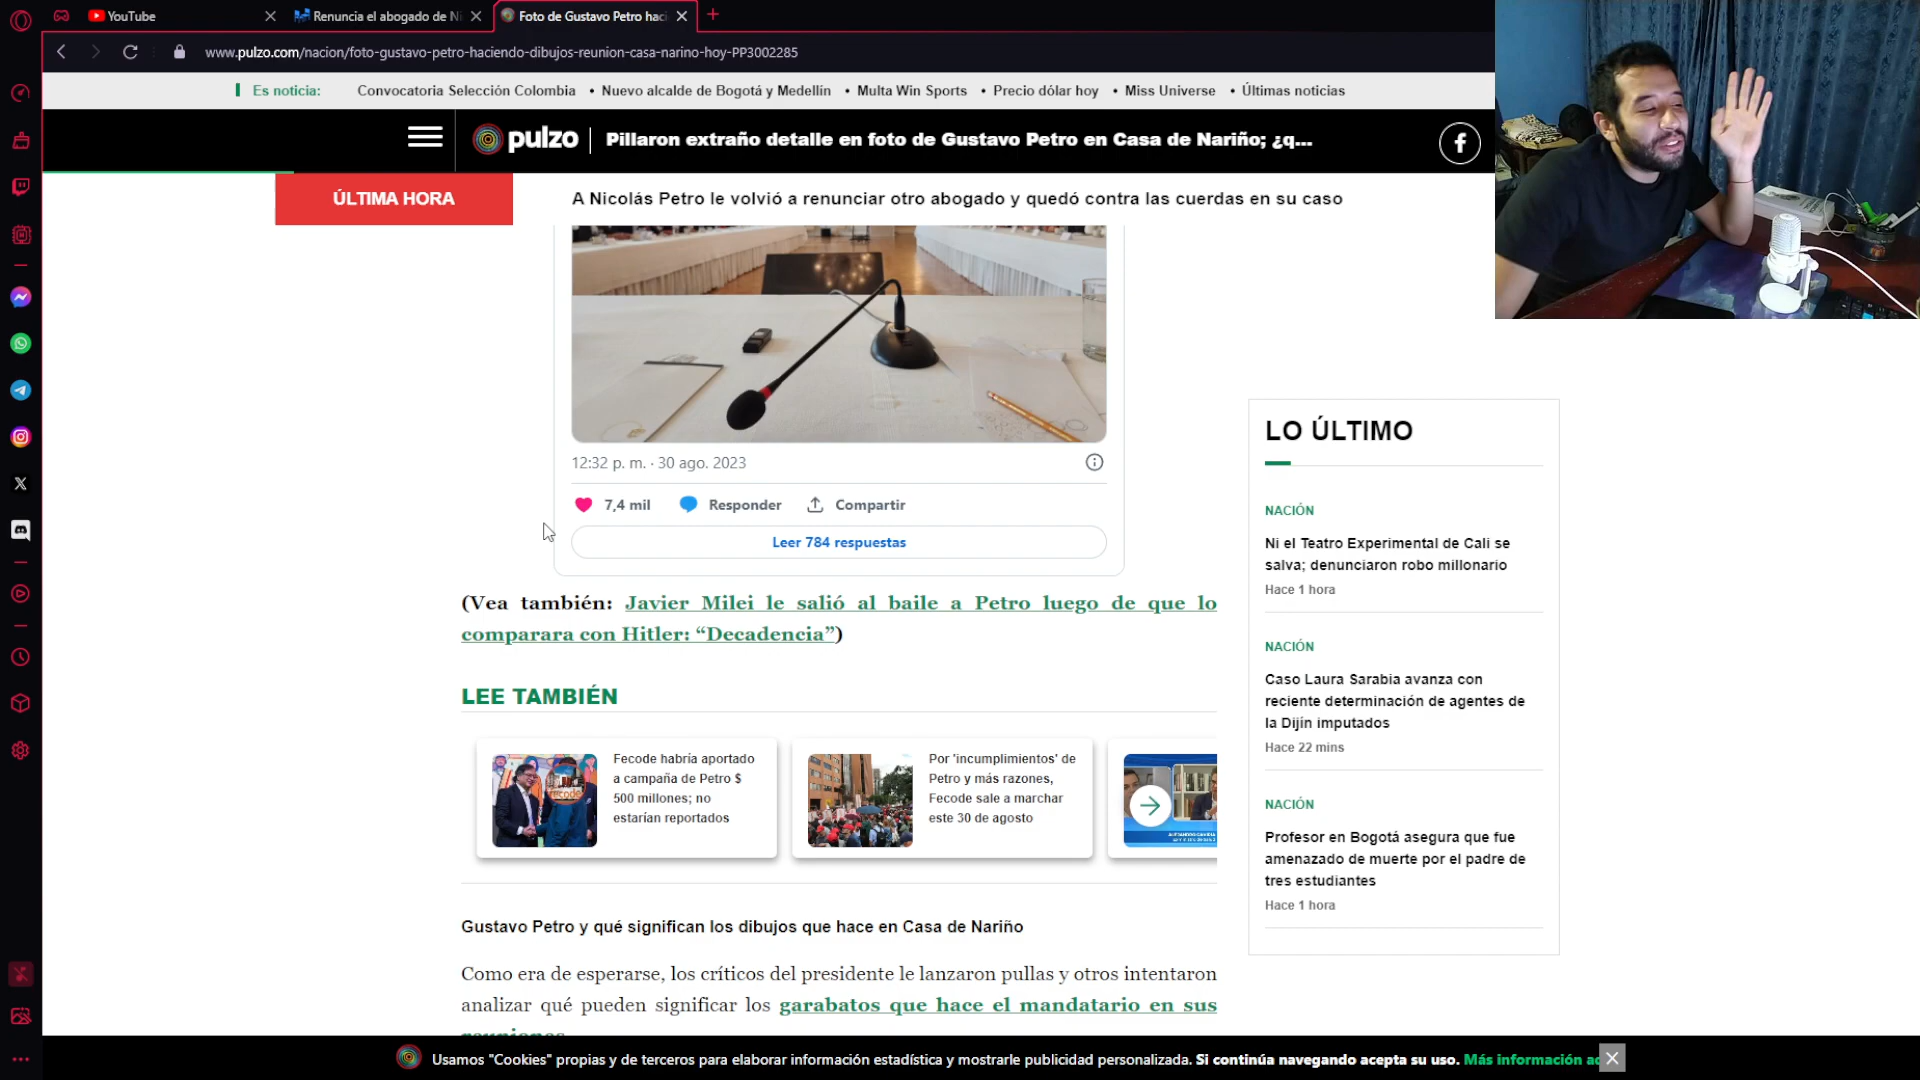 YouTube
Renuncia el abogado de Ni
Foto de Gustavo Petro haci
www.pulzo.com/nacion/foto-gustavo-petro-haciendo-dibujos-reunion-casa-narino-hoy-PP3002285
Es noticia: Convocatoria Selección Colombia • Nuevo alcalde de Bogotá y Medellín • Multa Win Sports • Precio dólar hoy • Miss Universe • Últimas noticias
pulzo Pillaron extraño detalle en foto de Gustavo Petro en Casa de Nariño; ¿q...
ÚLTIMA HORA
A Nicolás Petro le volvió a renunciar otro abogado y quedó contra las cuerdas en su caso
12:32 p. m. · 30 ago. 2023
7,4 mil Responder Compartir
Leer 784 respuestas
(Vea también: Javier Milei le salió al baile a Petro luego de que lo
comparara con Hitler: “Decadencia”)
LEE TAMBIÉN
Fecode habría aportado
a campaña de Petro $
500 millones; no
estarían reportados
Por 'incumplimientos' de
Petro y más razones,
Fecode sale a marchar
este 30 de agosto
Gustavo Petro y qué significan los dibujos que hace en Casa de Nariño
Como era de esperarse, los críticos del presidente le lanzaron pullas y otros intentaron
analizar qué pueden significar los garabatos que hace el mandatario en sus
reuniones
LO ÚLTIMO
NACIÓN
Ni el Teatro Experimental de Cali se
salva; denunciaron robo millonario
Hace 1 hora
NACIÓN
Caso Laura Sarabia avanza con
reciente determinación de agentes de
la Dijín imputados
Hace 22 mins
NACIÓN
Profesor en Bogotá asegura que fue
amenazado de muerte por el padre de
tres estudiantes
Hace 1 hora
Usamos "Cookies" propias y de terceros para elaborar información estadística y mostrarle publicidad personalizada. Si continúa navegando acepta su uso. Más información ac